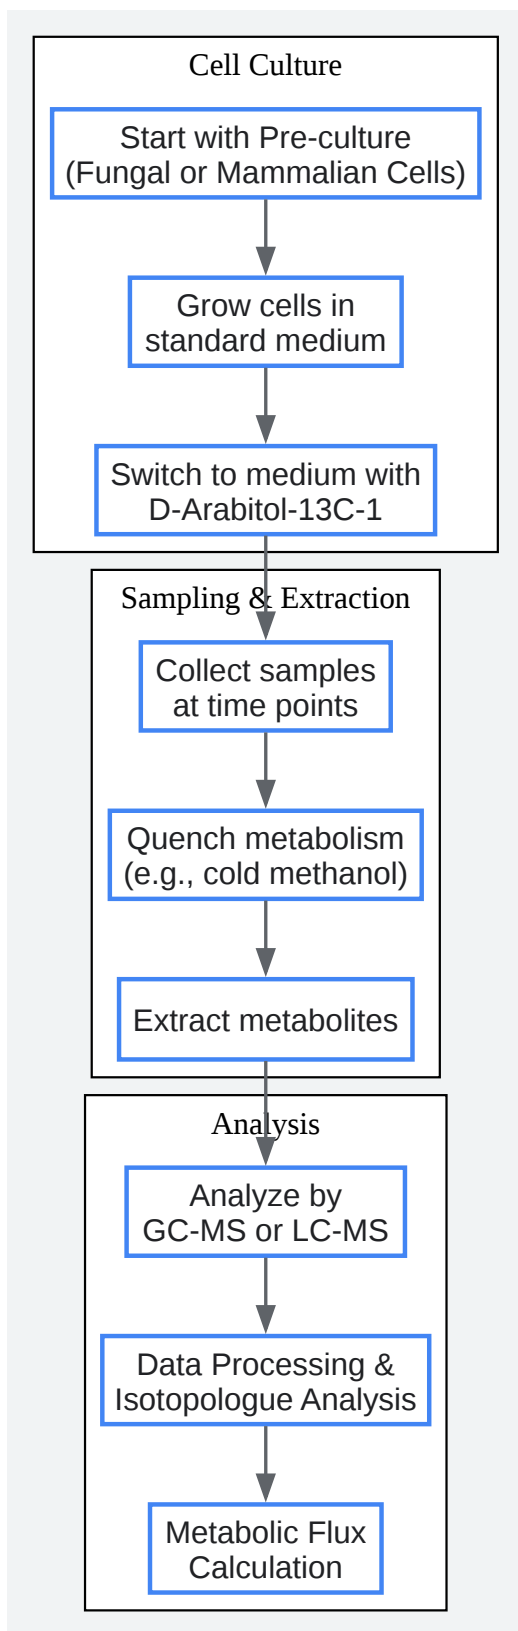 Cell Culture
Start with Pre-culture
(Fungal or Mammalian Cells)
Grow cells in
standard medium
Switch to medium with
D-Arabitol-13C-1
Sampling & Extraction
Collect samples
at time points
Quench metabolism
(e.g., cold methanol)
Extract metabolites
Analysis
Analyze by
GC-MS or LC-MS
Data Processing &
Isotopologue Analysis
Metabolic Flux
Calculation